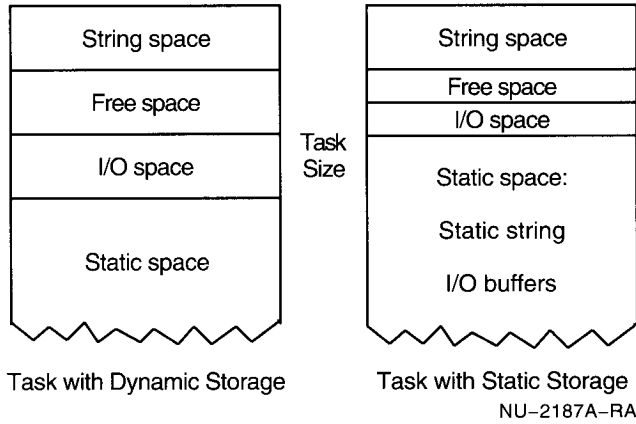 String space
Free space
I/O space
Static space
Task with Dynamic Storage
Task
Size
String space
Free space
I/O space
Static space:
Static string
I/O buffers
Task with Static Storage
NU–2187A–RA